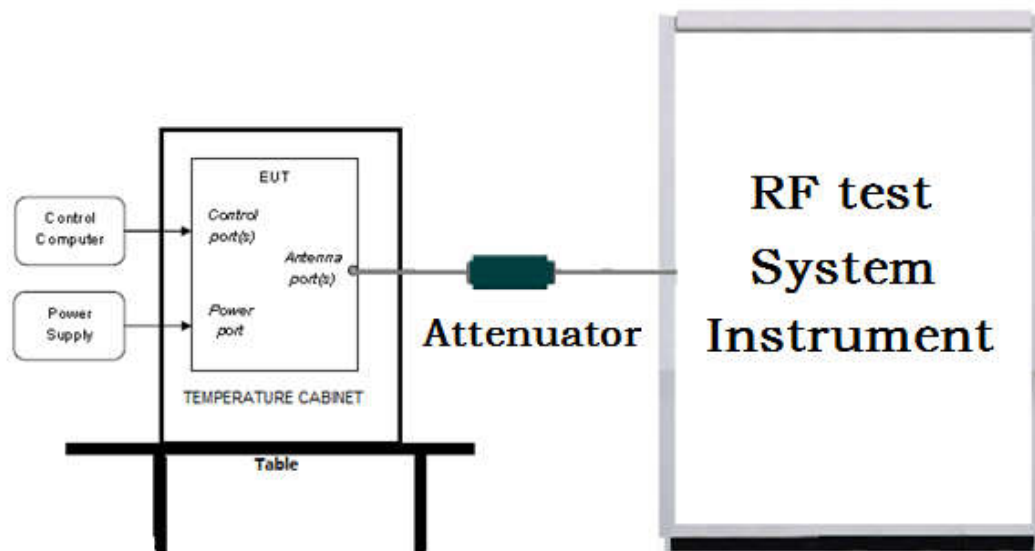 Control
Computer
Power
Supply
EUT
Control
port(s)
Antenna
port(s)
Power
port
TEMPERATURE CABINET
Table
Attenuator
RF test
System
Instrument